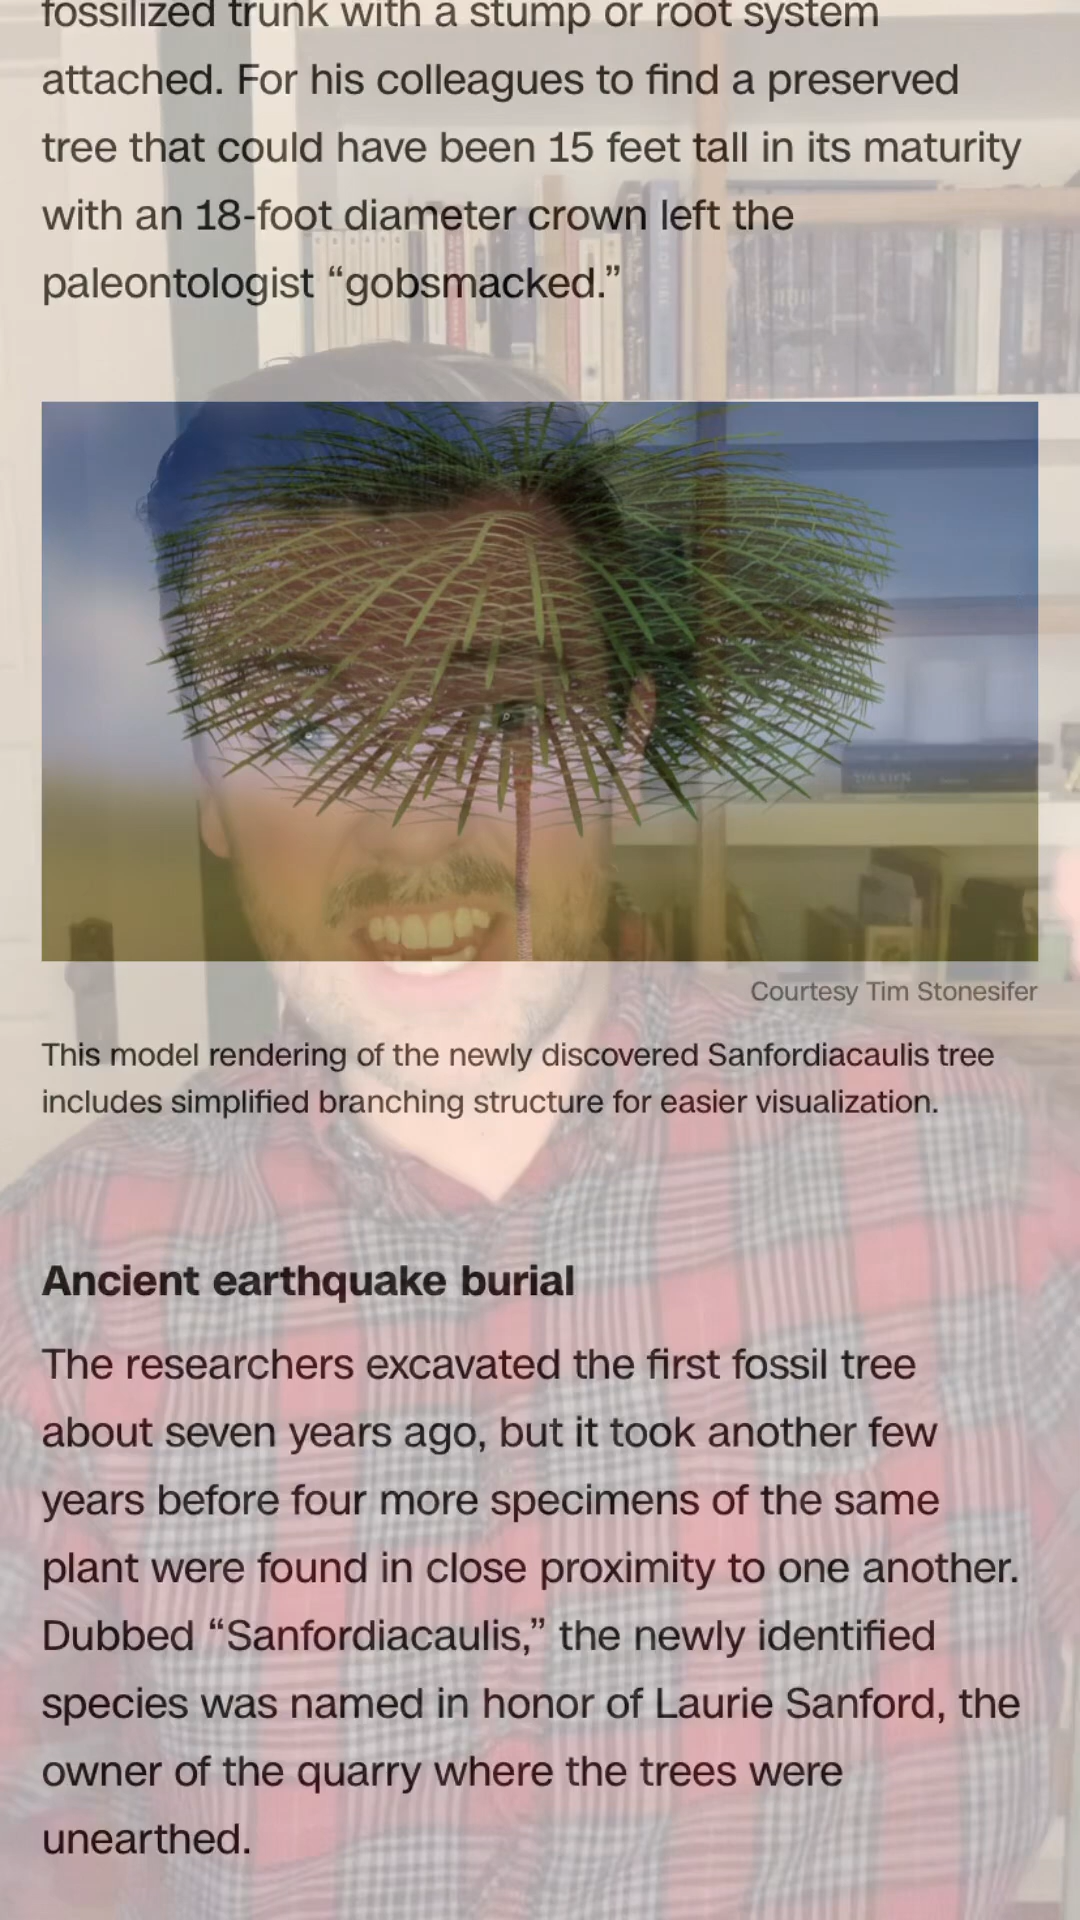 fossilized trunk with a stump or root system
attached. For his colleagues to find a preserved
tree that could have been 15 feet tall in its maturity
with an 18-foot diameter crown left the
paleontologist “gobsmacked.”
TOLKIEN
Courtesy Tim Stonesifer
This model rendering of the newly discovered Sanfordiacaulis tree
includes simplified branching structure for easier visualization.
Ancient earthquake burial
The researchers excavated the first fossil tree
about seven years ago, but it took another few
years before four more specimens of the same
plant were found in close proximity to one another.
Dubbed “Sanfordiacaulis,” the newly identified
species was named in honor of Laurie Sanford, the
owner of the quarry where the trees were
unearthed.